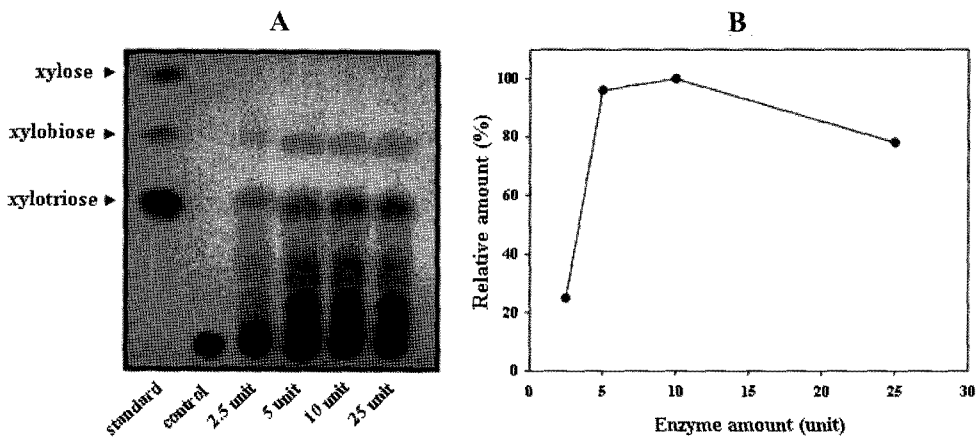 A
xylose
xylobiose
xylotriose
standard
control
2.5 unit
5 unit
10 unit
25 unit
B
Relative amount (%)
100
80
60
40
20
0
0 5 10 15 20 25 30
Enzyme amount (unit)